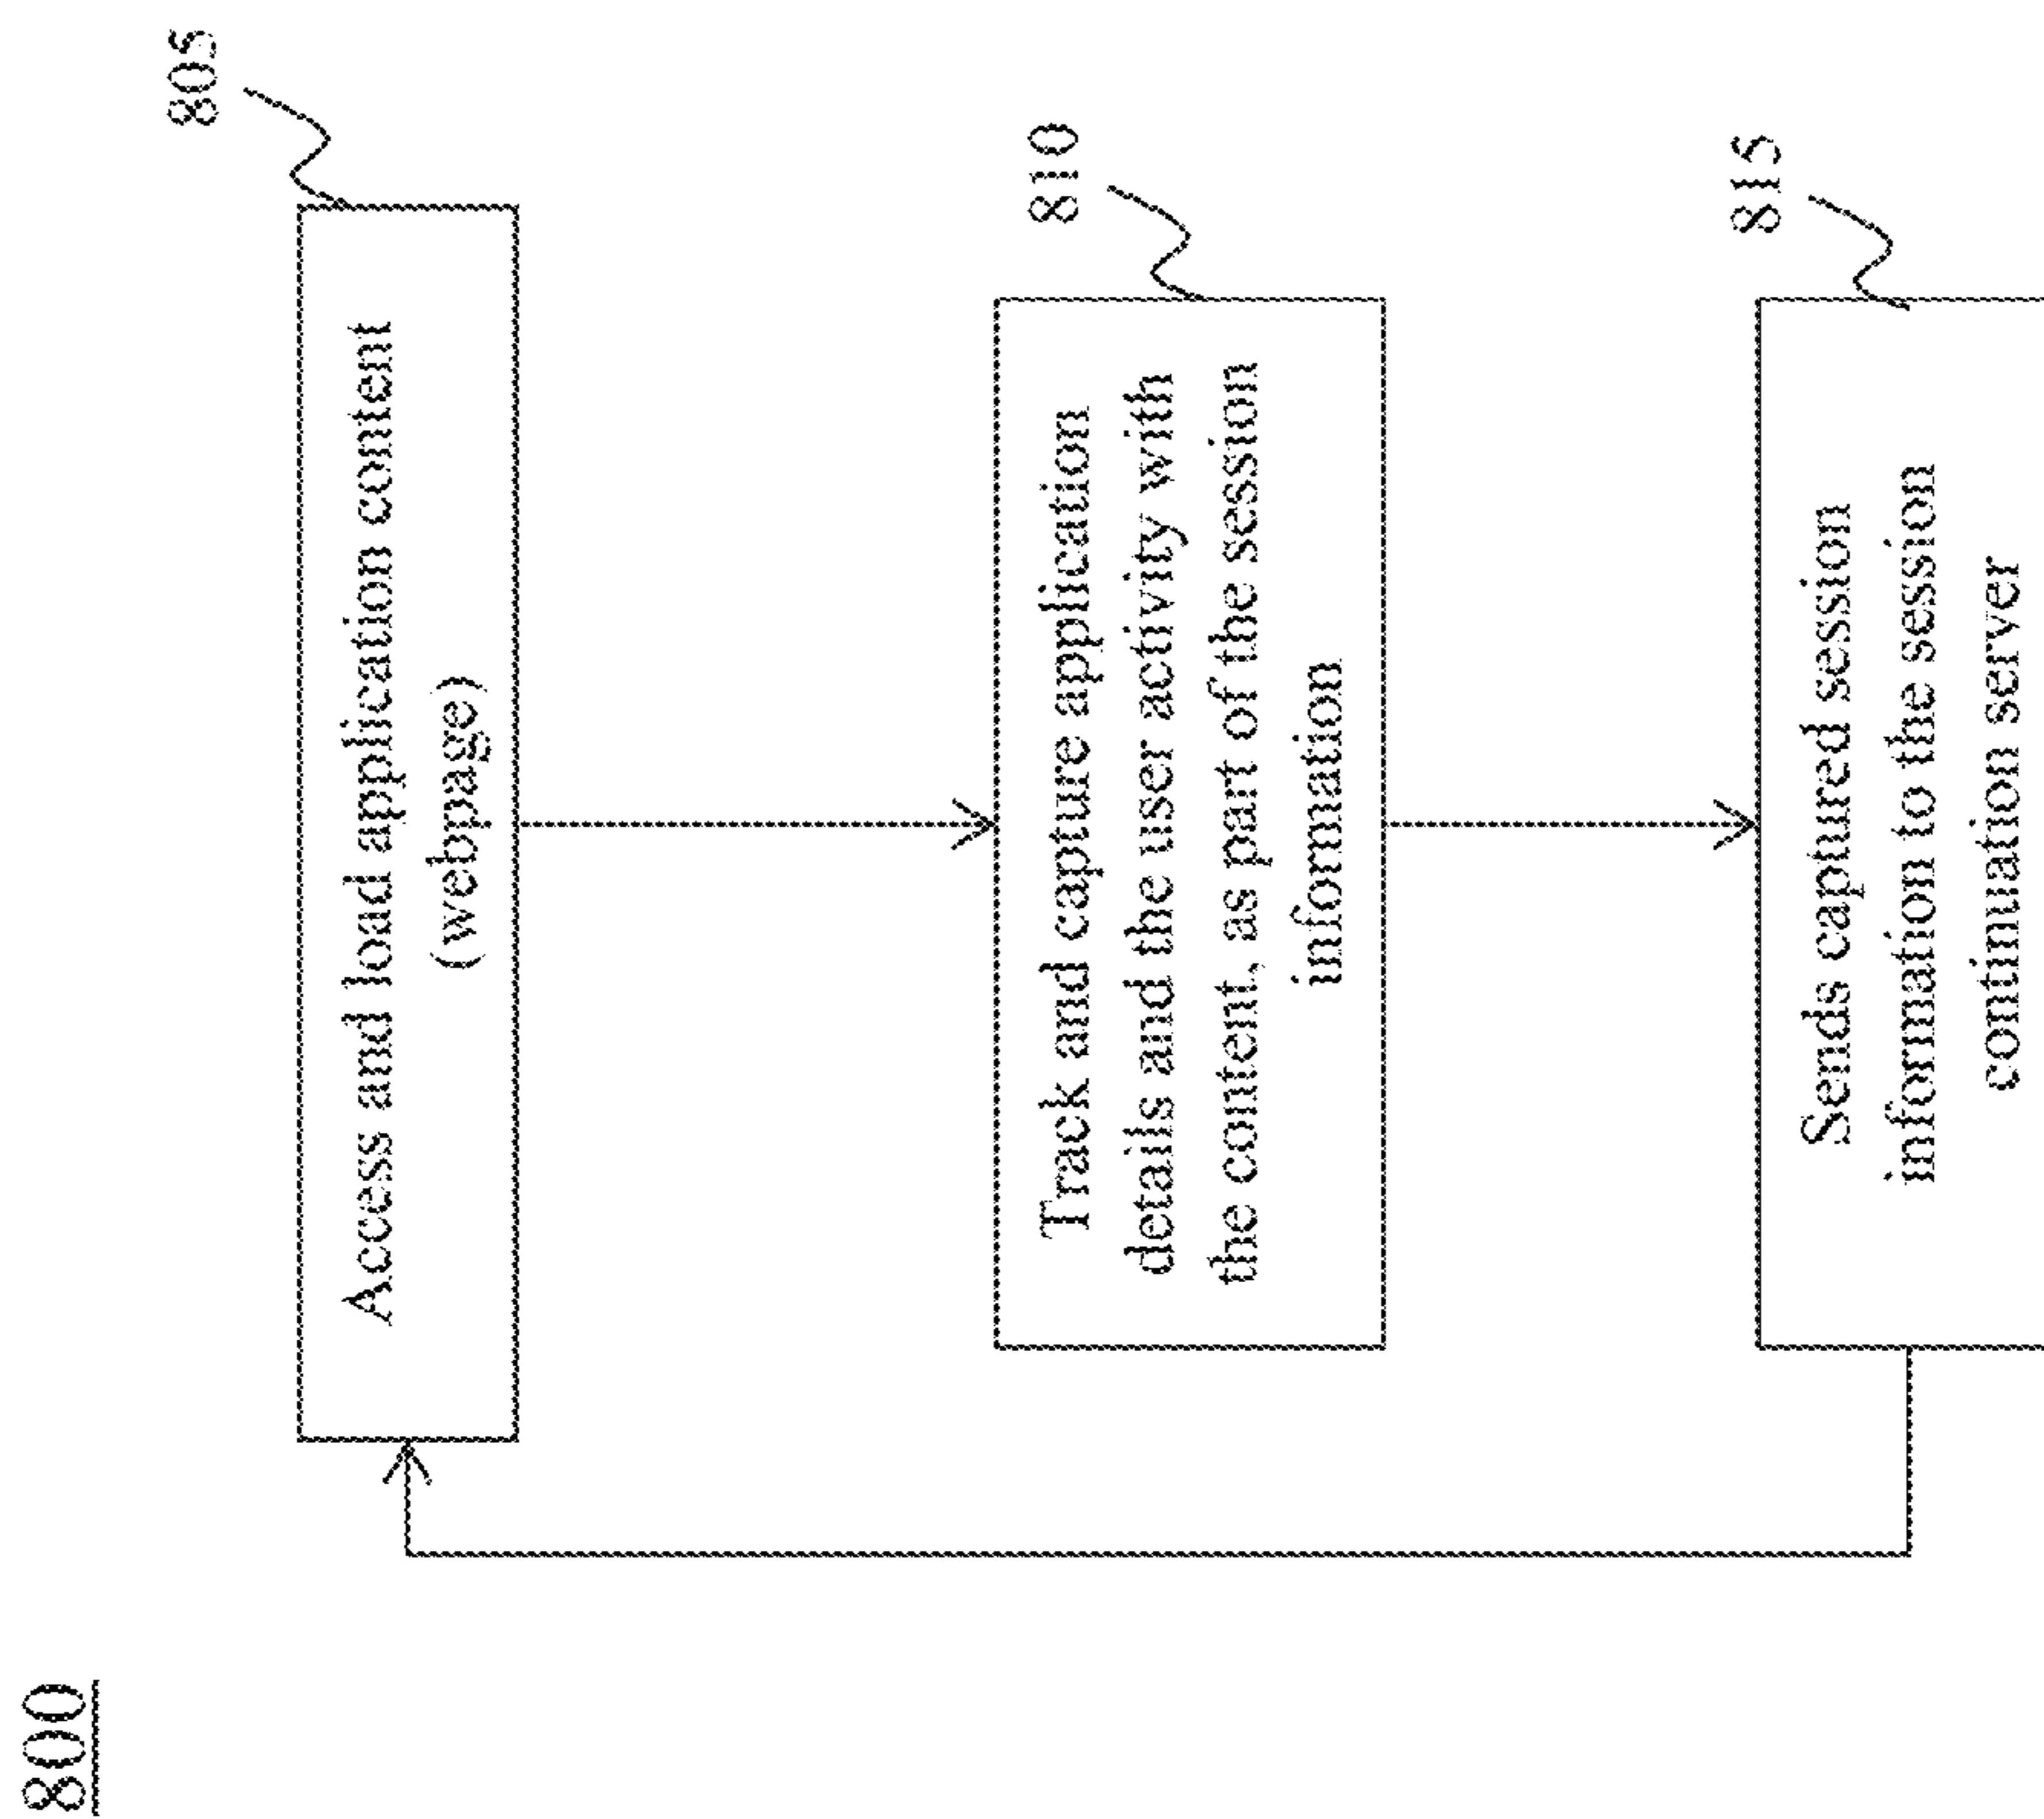 800
805
Access and load application content
(webpage)
810
Track and capture application
details and the user activity with
the content, as part of the session
information
815
Sends captured session
information to the session
continuation server